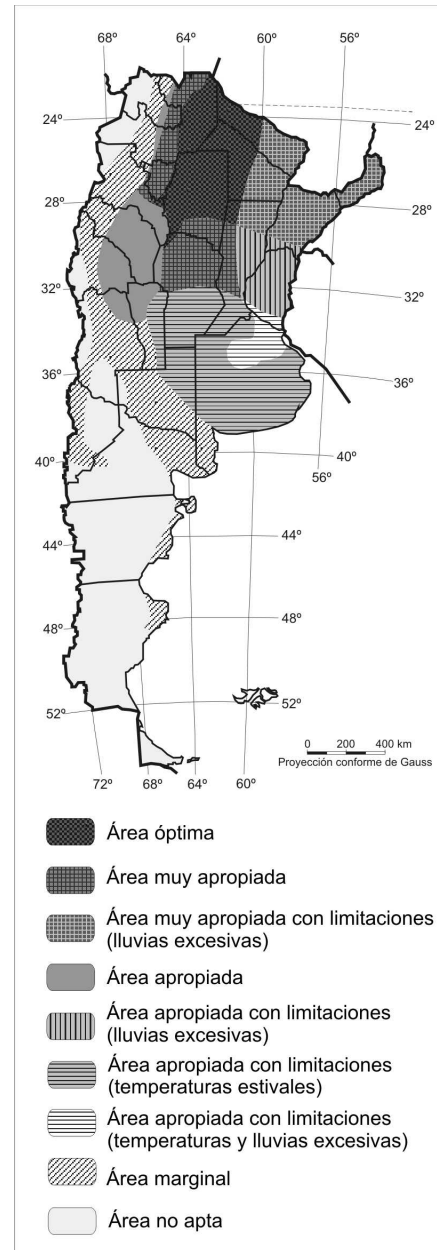 68º 64º 60º 56º
24º 24º
28º 28º
32º 32º
36º 36º
40º 40º
56º
44º 44º
48º 48º
52º 52º
0 200 400 km
Proyección conforme de Gauss
72º 68º 64º 60º
Área óptima
Área muy apropiada
Área muy apropiada con limitaciones
(lluvias excesivas)
Área apropiada
Área apropiada con limitaciones
(lluvias excesivas)
Área apropiada con limitaciones
(temperaturas estivales)
Área apropiada con limitaciones
(temperaturas y lluvias excesivas)
Área marginal
Área no apta